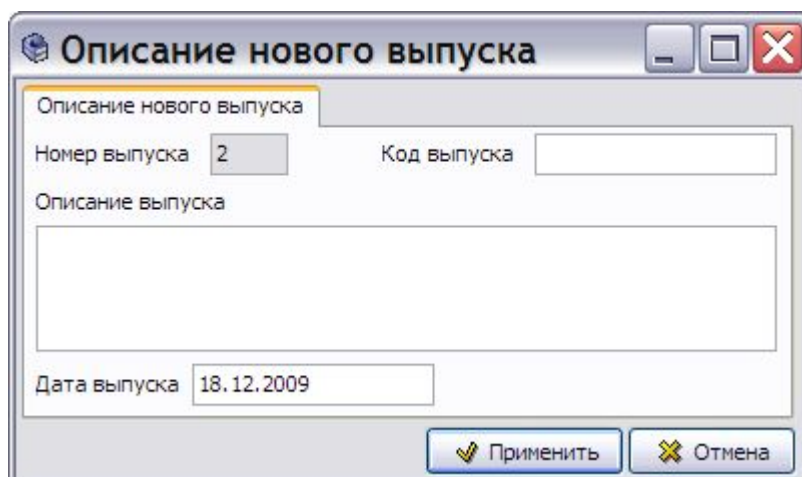 Описание нового выпуска
Описание нового выпуска
Номер выпуска 2 Код выпуска
Описание выпуска
Дата выпуска 18.12.2009
Применить Отмена